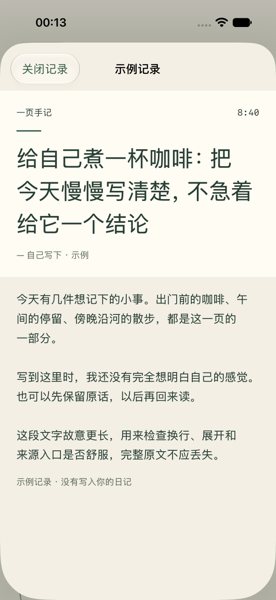 00:13
关闭记录
示例记录
一页手记
8:40
给自己煮一杯咖啡：把
今天慢慢写清楚，不急着
给它一个结论
— 自己写下 · 示例
今天有几件想记下的小事。出门前的咖啡、午
间的停留、傍晚沿河的散步，都是这一页的
一部分。
写到这里时，我还没有完全想明白自己的感觉。
也可以先保留原话，以后再回来读。
这段文字故意更长，用来检查换行、展开和
来源入口是否舒服，完整原文不应丢失。
示例记录 · 没有写入你的日记